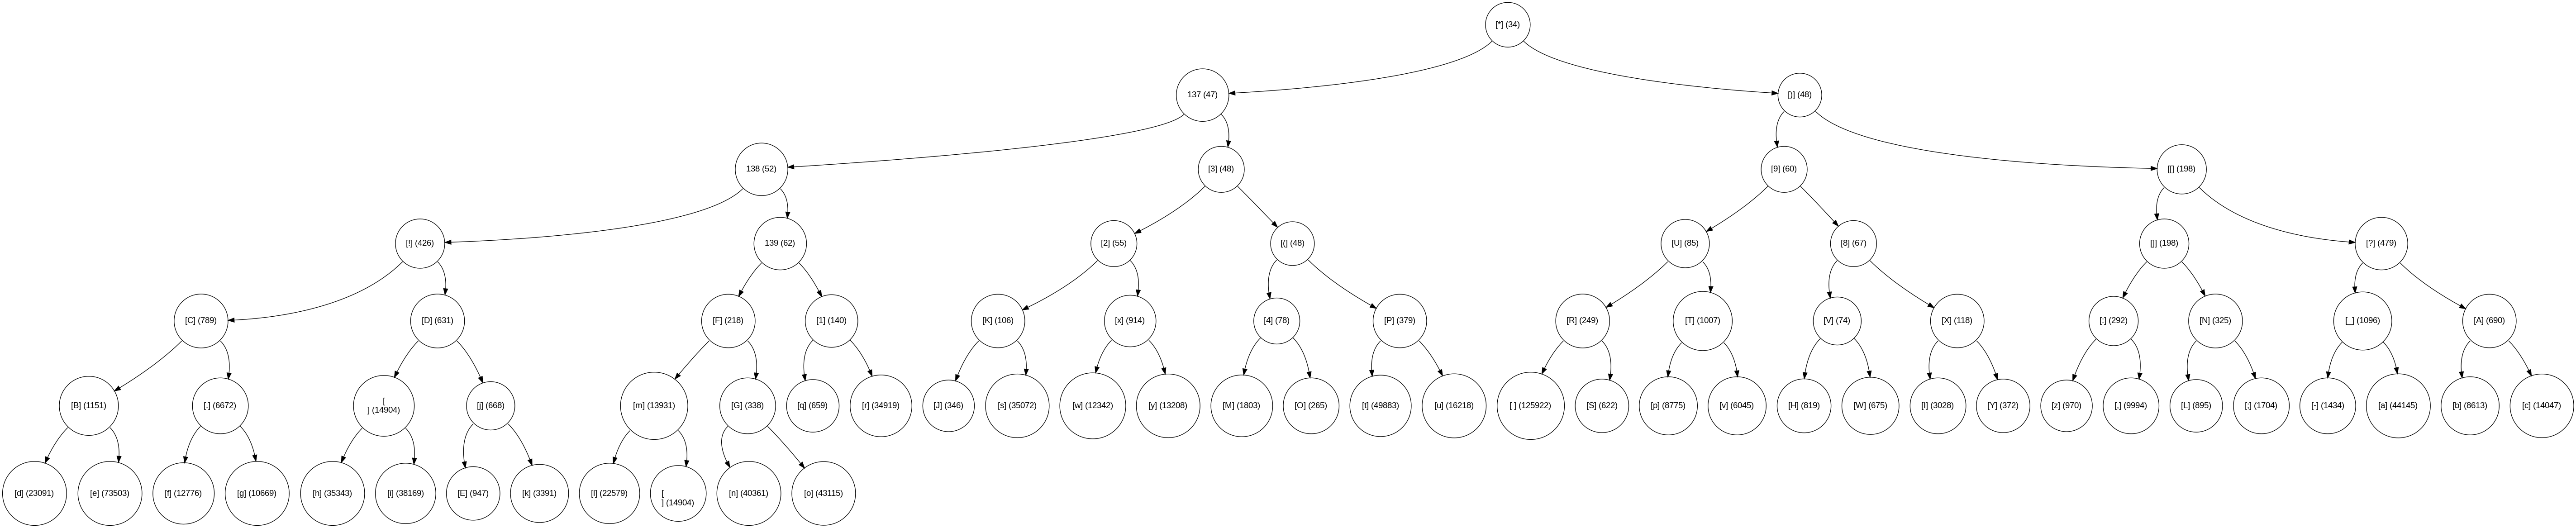 [*] (34)
137 (47)
[)] (48)
138 (52)
[3] (48)
[9] (60)
[[] (198)
[!] (426)
139 (62)
[2] (55)
[(] (48)
[U] (85)
[8] (67)
[]] (198)
[?] (479)
[C] (789)
[D] (631)
[F] (218)
[1] (140)
[K] (106)
[x] (914)
[4] (78)
[P] (379)
[R] (249)
[T] (1007)
[V] (74)
[X] (118)
[:] (292)
[N] (325)
[_] (1096)
[A] (690)
[B] (1151)
[.] (6672)
[
] (14904)
[j] (668)
[m] (13931)
[G] (338)
[q] (659)
[r] (34919)
[J] (346)
[s] (35072)
[w] (12342)
[y] (13208)
[M] (1803)
[O] (265)
[t] (49883)
[u] (16218)
[ ] (125922)
[S] (622)
[p] (8775)
[v] (6045)
[H] (819)
[W] (675)
[I] (3028)
[Y] (372)
[z] (970)
[,] (9994)
[L] (895)
[;] (1704)
[-] (1434)
[a] (44145)
[b] (8613)
[c] (14047)
[d] (23091)
[e] (73503)
[f] (12776)
[g] (10669)
[h] (35343)
[i] (38169)
[E] (947)
[k] (3391)
[l] (22579)
[
] (14904)
[n] (40361)
[o] (43115)